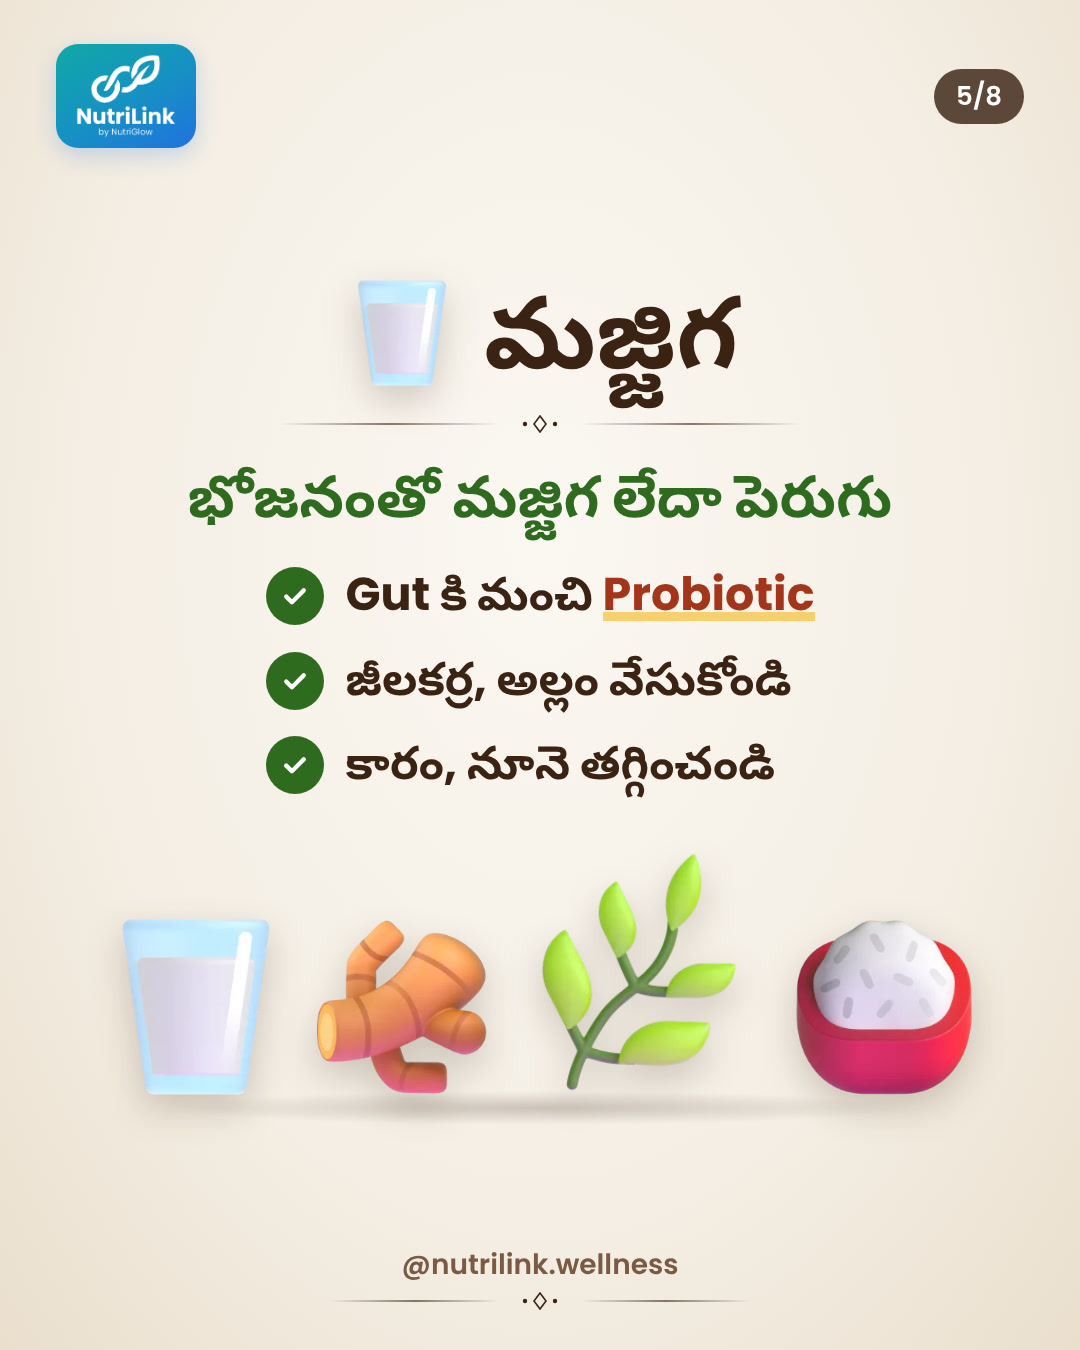 NutriLink
by NutriGlow
5/8
మజ్జిగ
భోజనంతో మజ్జిగ లేదా పెరుగు
Gut కి మంచి Probiotic
జీలకర్ర, అల్లం వేసుకోండి
కారం, నూనె తగ్గించండి
@nutrilink.wellness